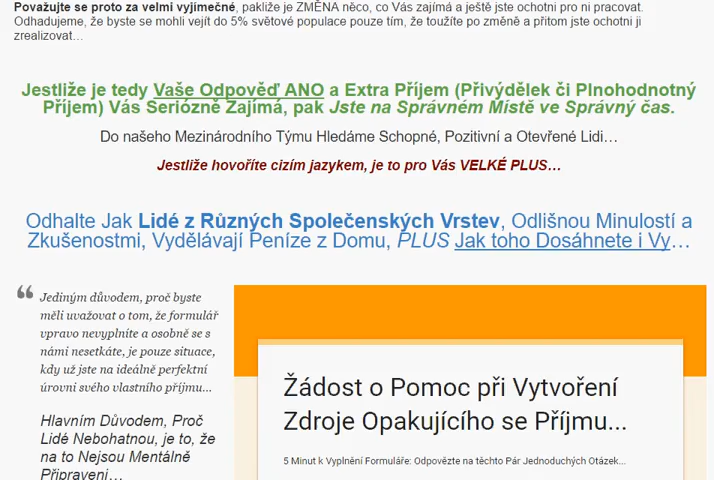 Považujte se proto za velmi vyjímečné, pakliže je ZMĚNA něco, co Vás zajímá a ještě jste ochotni pro ni pracovat.
Odhadujeme, že byste se mohli vejít do 5% světové populace pouze tím, že toužíte po změně a přitom jste ochotni ji
zrealizovat…
Jestliže je tedy Vaše Odpověď ANO a Extra Příjem (Přivýdělek či Plnohodnotný
Příjem) Vás Seriózně Zajímá, pak Jste na Správném Místě ve Správný čas.
Do našeho Mezinárodního Týmu Hledáme Schopné, Pozitivní a Otevřené Lidi…
Jestliže hovoříte cizím jazykem, je to pro Vás VELKÉ PLUS…
Odhalte Jak Lidé z Různých Společenských Vrstev, Odlišnou Minulostí a
Zkušenostmi, Vydělávají Peníze z Domu, PLUS Jak toho Dosáhnete i Vy…
❝ Jediným důvodem, proč byste
měli uvažovat o tom, že formulář
vpravo nevyplníte a osobně se s
námi nesetkáte, je pouze situace,
kdy už jste na ideálně perfektní
úrovni svého vlastního příjmu...
Hlavním Důvodem, Proč
Lidé Nebohatnou, je to, že
na to Nejsou Mentálně
Připraveni…
Žádost o Pomoc při Vytvoření
Zdroje Opakujícího se Příjmu...
5 Minut k Vyplnění Formuláře: Odpovězte na těchto Pár Jednoduchých Otázek...